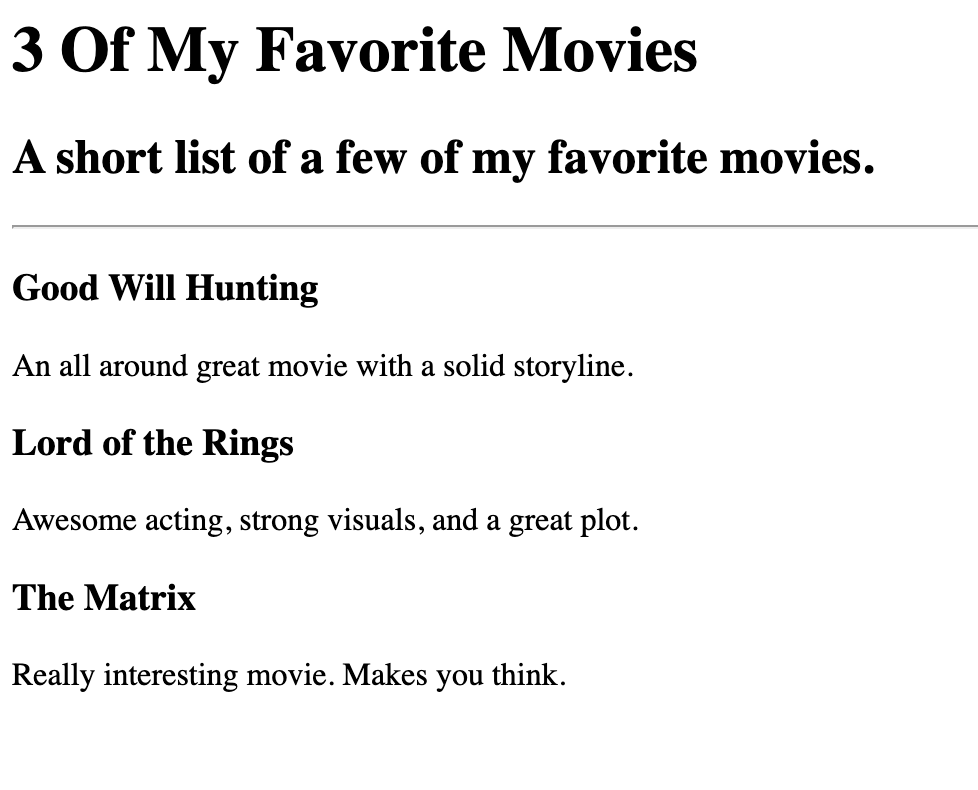 3 Of My Favorite Movies
A short list of a few of my favorite movies.
Good Will Hunting
An all around great movie with a solid storyline.
Lord of the Rings
Awesome acting, strong visuals, and a great plot.
The Matrix
Really interesting movie. Makes you think.